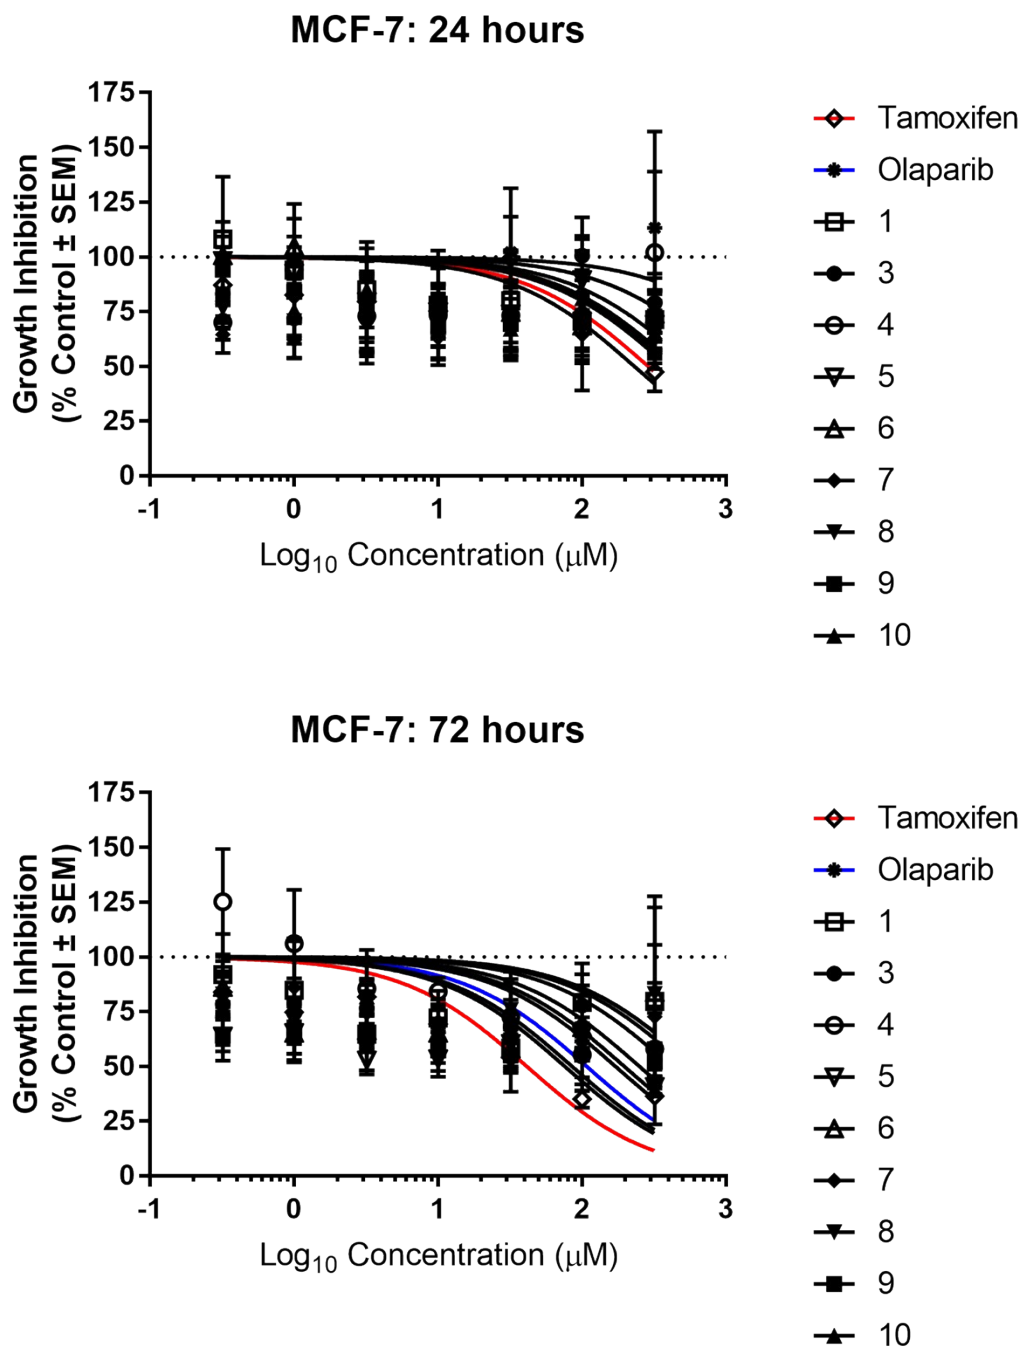 MCF-7: 24 hours
Growth Inhibition
(% Control ± SEM)
175
150
125
100
75
50
25
0
-1 0 1 2 3
Log10 Concentration (μM)
Tamoxifen
Olaparib
1
3
4
5
6
7
8
9
10
MCF-7: 72 hours
Growth Inhibition
(% Control ± SEM)
175
150
125
100
75
50
25
0
-1 0 1 2 3
Log10 Concentration (μM)
Tamoxifen
Olaparib
1
3
4
5
6
7
8
9
10